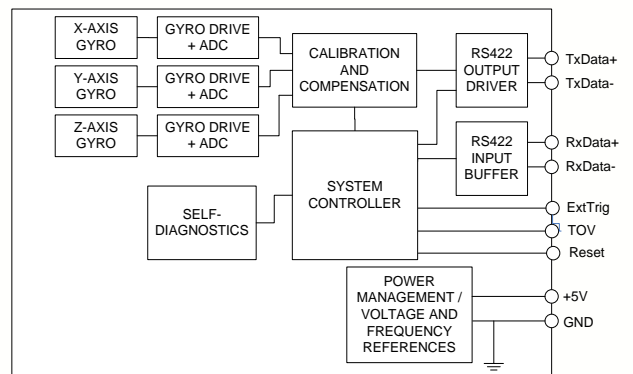 X-AXIS
GYRO
GYRO DRIVE
+ ADC
Y-AXIS
GYRO
GYRO DRIVE
+ ADC
Z-AXIS
GYRO
GYRO DRIVE
+ ADC
CALIBRATION
AND
COMPENSATION
RS422
OUTPUT
DRIVER
TxData+
TxData-
RS422
INPUT
BUFFER
RxData+
RxData-
SYSTEM
CONTROLLER
SELF-
DIAGNOSTICS
ExtTrig
TOV
Reset
POWER
MANAGEMENT /
VOLTAGE AND
FREQUENCY
REFERENCES
+5V
GND